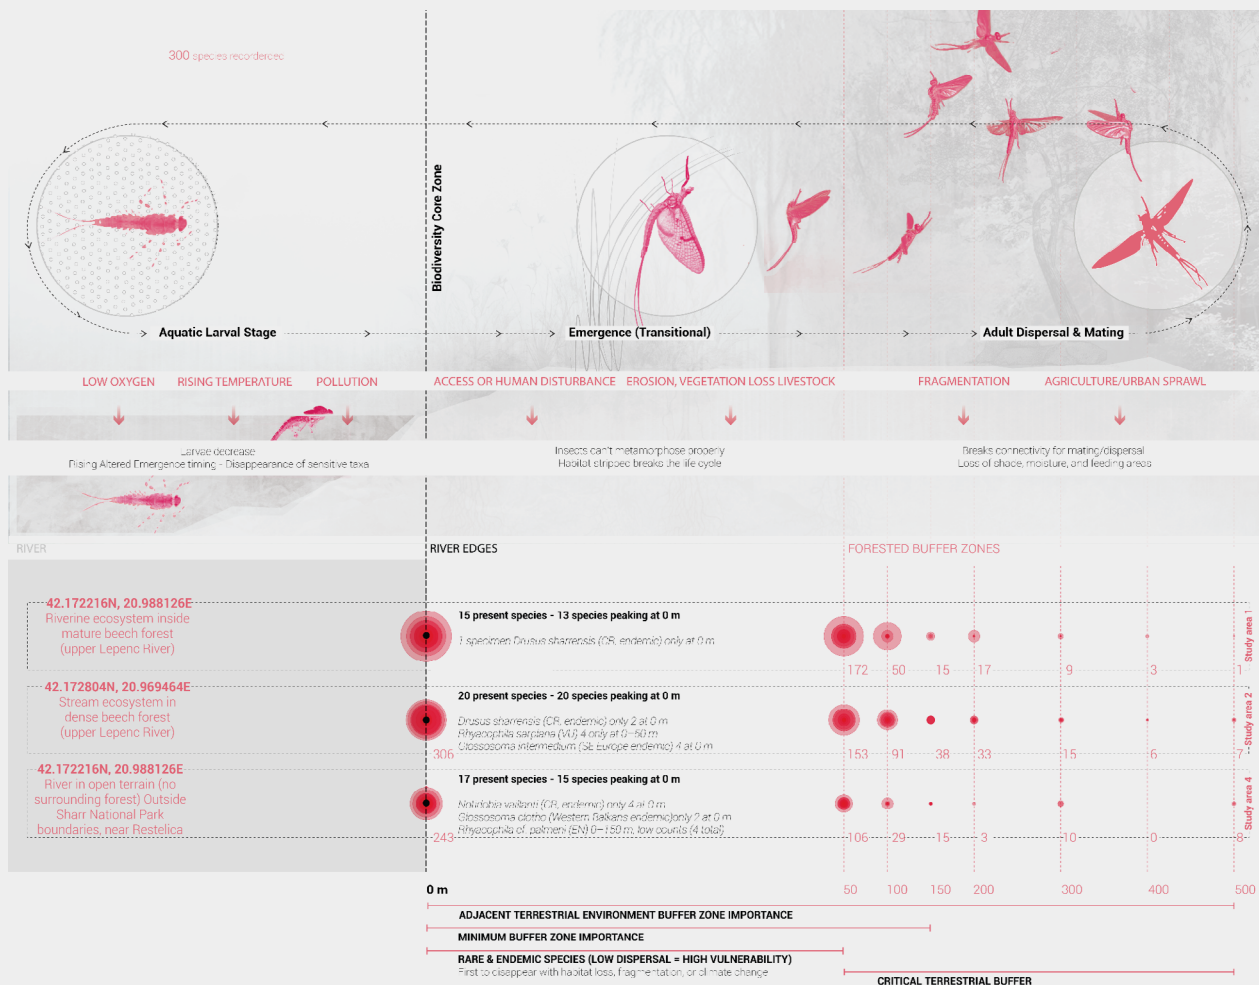 300 species recorderded
Biodiversity Core Zone
Aquatic Larval Stage
Emergence (Transitional)
Adult Dispersal & Mating
LOW OXYGEN
RISING TEMPERATURE
POLLUTION
ACCESS OR HUMAN DISTURBANCE
EROSION, VEGETATION LOSS LIVESTOCK
FRAGMENTATION
AGRICULTURE/URBAN SPRAWL
Larvae decrease
Rising Altered Emergence timing - Disappearance of sensitive taxa
Insects can't metamorphose properly
Habitat stripped breaks the life cycle
Breaks connectivity for mating/dispersal
Loss of shade, moisture, and feeding areas
RIVER
RIVER EDGES
FORESTED BUFFER ZONES
42.172216N, 20.988126E
Riverine ecosystem inside
mature beech forest
(upper Lepenc River)
15 present species - 13 species peaking at 0 m
1 specimen Drusus sharrensis (CR, endemic) only at 0 m
172 50 15 17 9 3 1
Study area 1
42.172804N, 20.969464E
Stream ecosystem in
dense beech forest
(upper Lepenc River)
20 present species - 20 species peaking at 0 m
Drusus sharrensis (CR, endemic) only 2 at 0 m
Rhyacophila sarplana (VU) 4 only at 0–50 m
Glossosoma intermedium (SE Europe endemic) 4 at 0 m
306 153 91 38 33 15 6 7
Study area 2
42.172216N, 20.988126E
River in open terrain (no
surrounding forest) Outside
Sharr National Park
boundaries, near Restelica
17 present species - 15 species peaking at 0 m
Notidobia vaillanti (CR, endemic) only 4 at 0 m
Glossosoma clotho (Western Balkans endemic)only 2 at 0 m
Rhyacophila cf. palmeni (EN) 0–150 m, low counts (4 total)
243 106 29 15 3 10 0 8
Study area 4
0 m 50 100 150 200 300 400 500
ADJACENT TERRESTRIAL ENVIRONMENT BUFFER ZONE IMPORTANCE
MINIMUM BUFFER ZONE IMPORTANCE
RARE & ENDEMIC SPECIES (LOW DISPERSAL = HIGH VULNERABILITY)
First to disappear with habitat loss, fragmentation, or climate change
CRITICAL TERRESTRIAL BUFFER